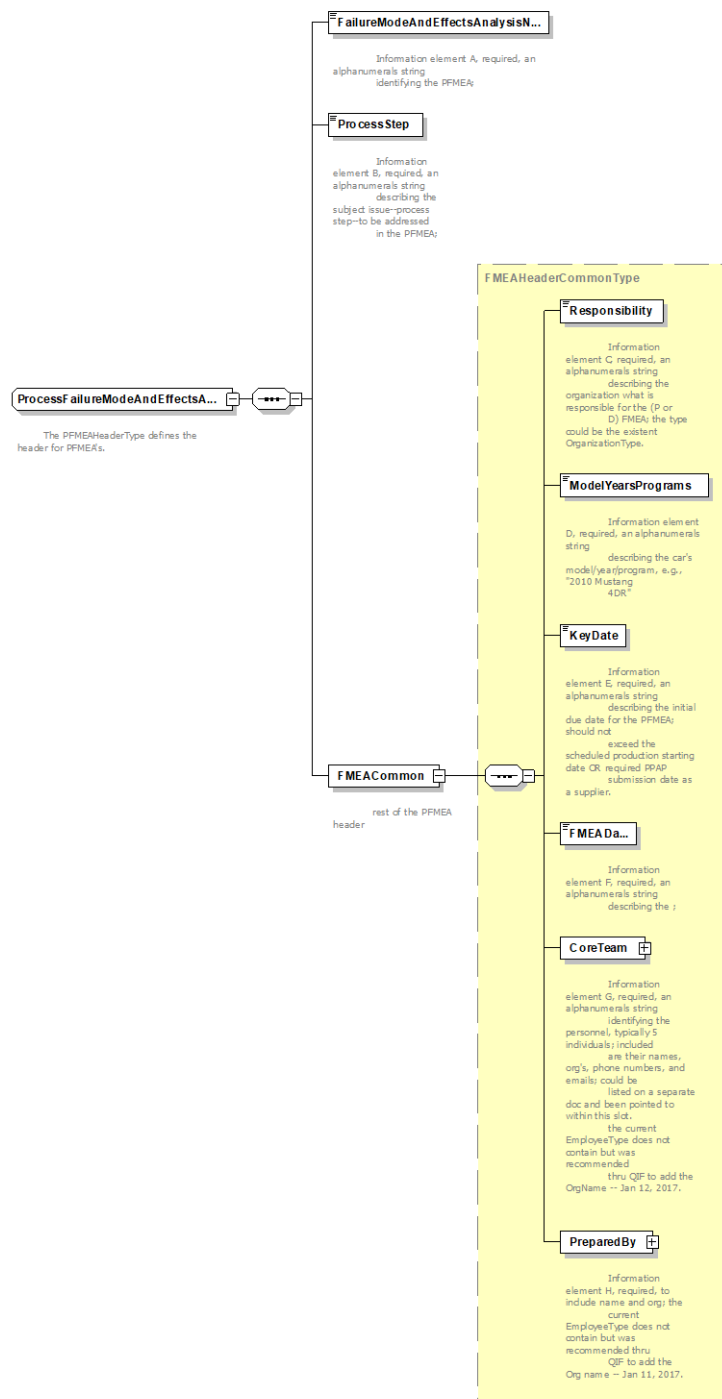 FailureModeAndEffectsAnalysisN...
Information element A, required, an
alphanumerals string
identifying the PFMEA;
ProcessStep
Information
element B, required, an
alphanumerals string
describing the
subject issue--process
step--to be addressed
in the PFMEA;
FMEAHeaderCommonType
Responsibility
Information
element C, required, an
alphanumerals string
describing the
organization what is
responsible for the (P or
D) FMEA; the type
could be the existent
OrganizationType.
ProcessFailureModeAndEffectsA...
The PFMEAHeaderType defines the
header for PFMEA's.
ModelYearsPrograms
Information element
D, required, an alphanumerals
string
describing the car's
model/year/program, e.g.,
"2010 Mustang
4DR"
KeyDate
Information
element E, required, an
alphanumerals string
describing the initial
due date for the PFMEA;
should not
exceed the
scheduled production starting
date OR required PPAP
submission date as
a supplier.
FMEACommon
rest of the PFMEA
header
FMEADa...
Information
element F, required, an
alphanumerals string
describing the ;
CoreTeam
Information
element G, required, an
alphanumerals string
identifying the
personnel, typically 5
individuals; included
are their names,
org's, phone numbers, and
emails; could be
listed on a separate
doc and been pointed to
within this slot.
the current
EmployeeType does not
contain but was
recommended
thru QIF to add the
OrgName -- Jan 12, 2017.
PreparedBy
Information
element H, required, to
include name and org; the
current
EmployeeType does not
contain but was
recommended thru
QIF to add the
Org name -- Jan 11, 2017.